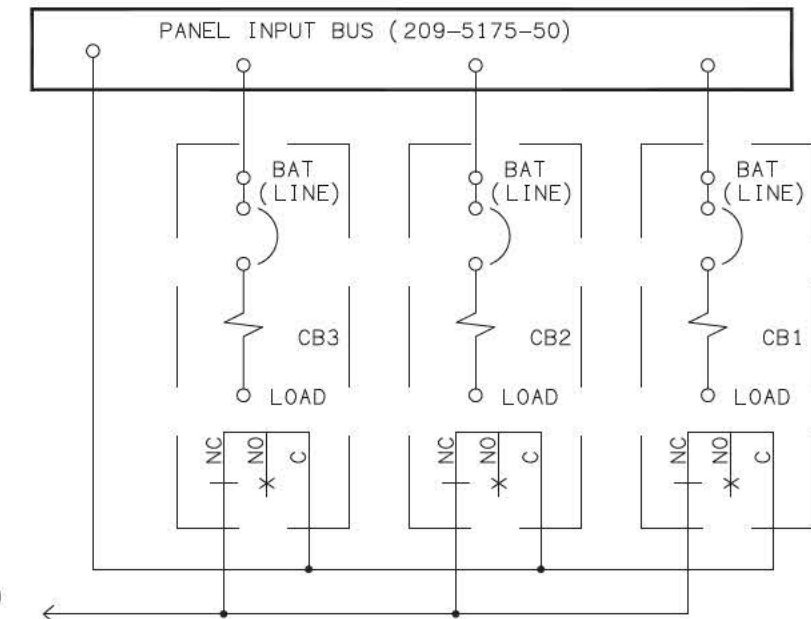 PANEL INPUT BUS (209-5175-50)
BAT
(LINE)
BAT
(LINE)
BAT
(LINE)
CB3
CB2
CB1
LOAD
LOAD
LOAD
NC NO C
NC NO C
NC NO C
)